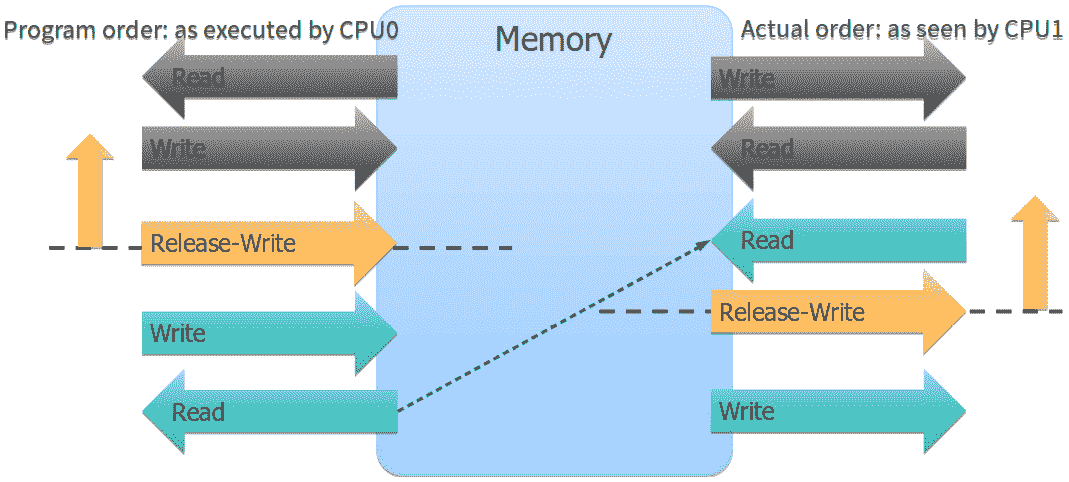 Program order: as executed by CPU0
Memory
Actual order: as seen by CPU1
Read
Write
Write
Read
Release-Write
Read
Write
Release-Write
Read
Write